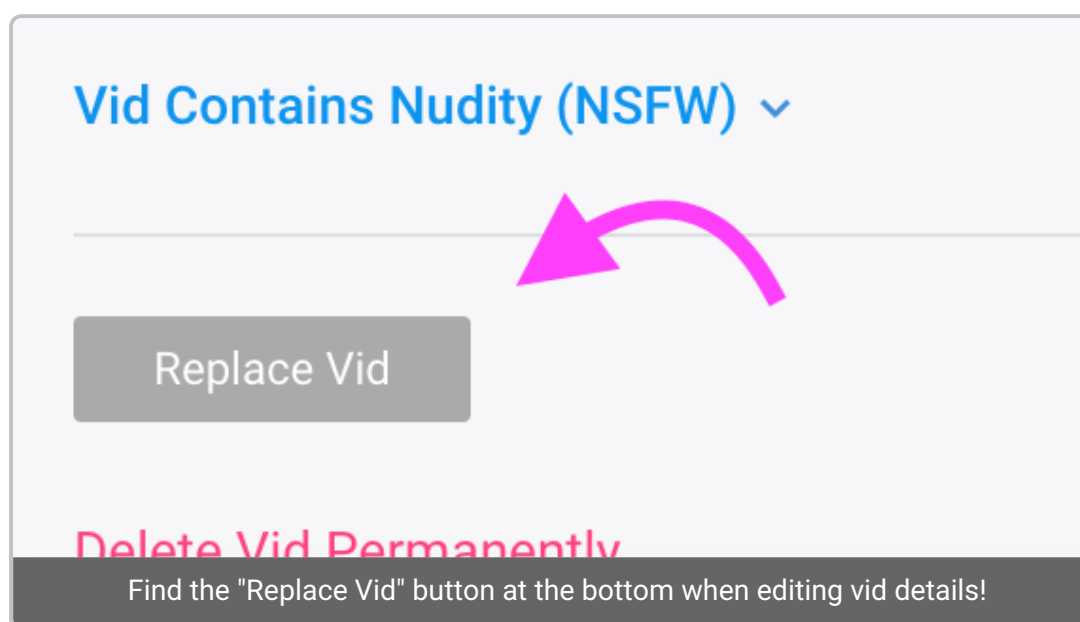 Vid Contains Nudity (NSFW)
Replace Vid
Delete Vid Permanently
Find the "Replace Vid" button at the bottom when editing vid details!